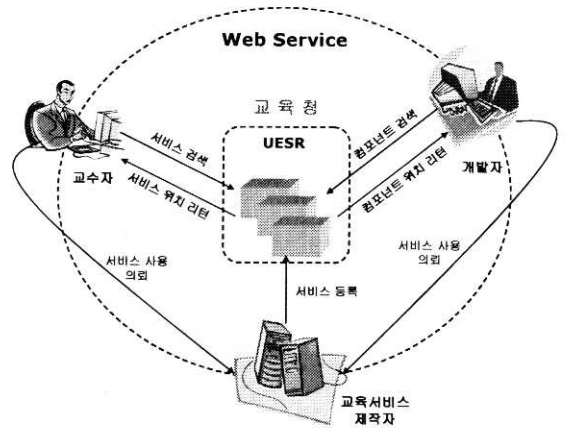 Web Service
교육청
UESR
교수자
개발자
서비스 검색
서비스 위치 리턴
컴포넌트 검색
컴포넌트 위치 리턴
서비스 사용
의뢰
서비스 사용
의뢰
서비스 등록
교육서비스
제작자